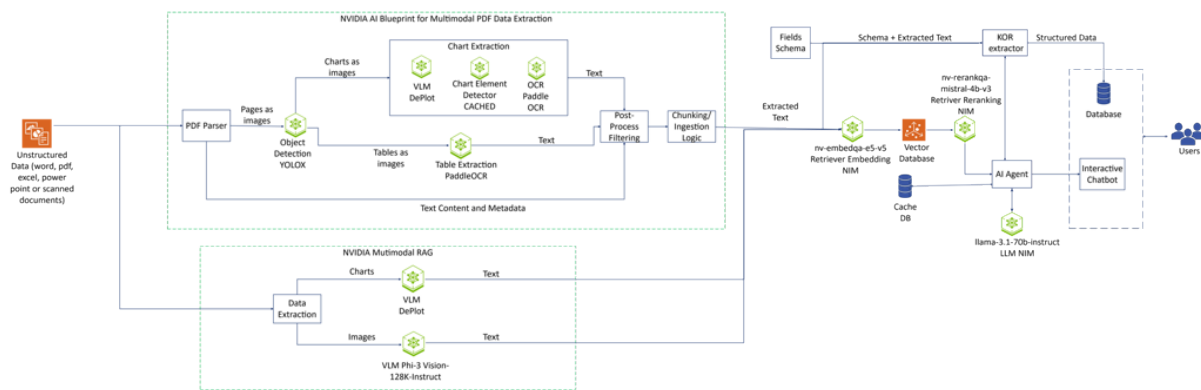 NVIDIA AI Blueprint for Multimodal PDF Data Extraction
Chart Extraction
Charts as
images
VLM
DePlot
Chart Element
Detector
CACHED
OCR
Paddle
OCR
Text
PDF Parser
Pages as
images
Object
Detection
YOLOX
Tables as
images
Table Extraction
PaddleOCR
Text
Post-
Process
Filtering
Chunking/
Ingestion
Logic
Text Content and Metadata
Unstructured
Data (word, pdf,
excel, power
point or scanned
documents)
NVIDIA Mutimodal RAG
Data
Extraction
Charts
VLM
DePlot
Text
Images
VLM Phi-3 Vision-
128K-Instruct
Text
Extracted
Text
Fields
Schema
Schema + Extracted Text
KOR
extractor
Structured Data
nv-embedqa-e5-v5
Retriever Embedding
NIM
Vector
Database
nv-rerankqa-
mistral-4b-v3
Retriver Reranking
NIM
Cache
DB
AI Agent
llama-3.1-70b-instruct
LLM NIM
Database
Interactive
Chatbot
Users